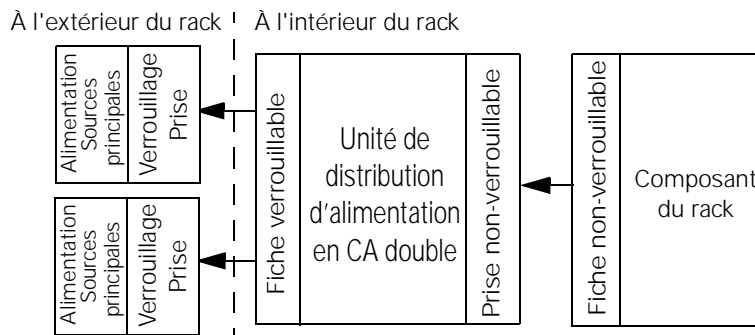 À l'extérieur du rack
À l'intérieur du rack
Alimentation
Sources
principales
Verrouillage
Prise
Alimentation
Sources
principales
Verrouillage
Prise
Fiche verrouillable
Unité de
distribution
d'alimentation
en CA double
Prise non-verrouillable
Fiche non-verrouillable
Composant
du rack